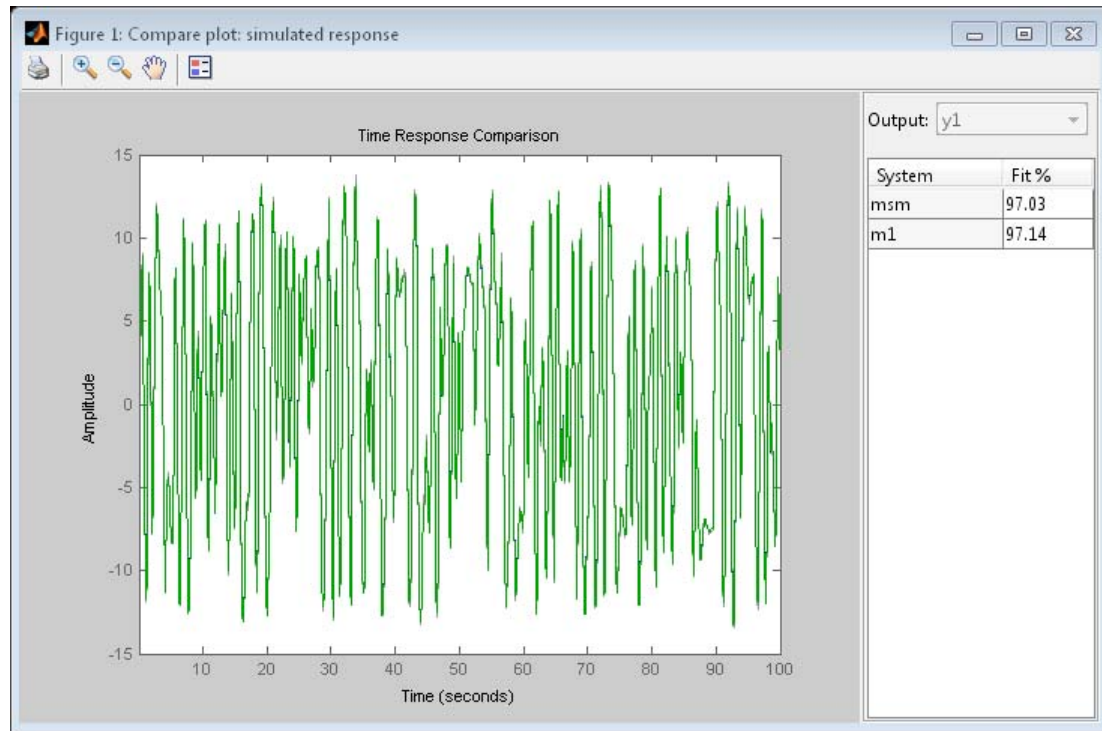 Figure 1: Compare plot: simulated response
Output: y1
System Fit %
msm 97.03
m1 97.14
Time Response Comparison
Amplitude
15
10
5
0
-5
-10
-15
10 20 30 40 50 60 70 80 90 100
Time (seconds)